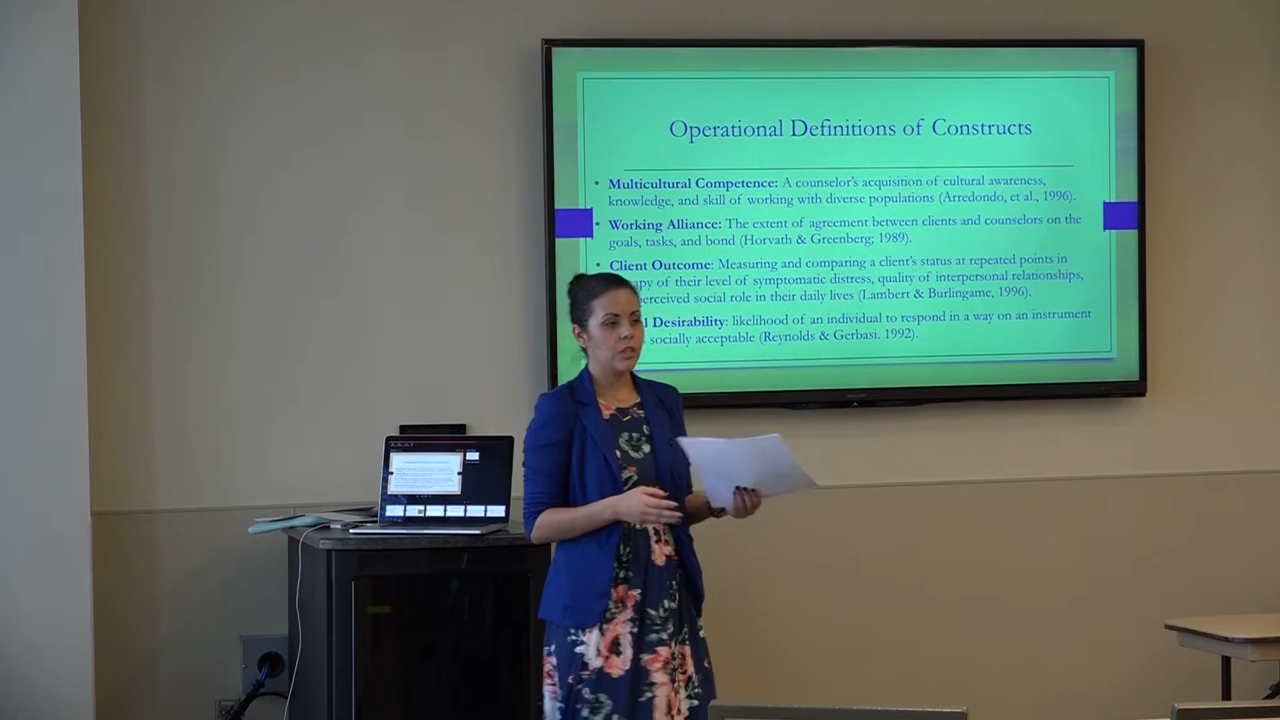 Operational Definitions of Constructs
• Multicultural Competence: A counselor's acquisition of cultural awareness,
knowledge, and skill of working with diverse populations (Arredondo, et al., 1996).
• Working Alliance: The extent of agreement between clients and counselors on the
goals, tasks, and bond (Horvath & Greenberg; 1989).
• Client Outcome: Measuring and comparing a client's status at repeated points in
apy of their level of symptomatic distress, quality of interpersonal relationships,
perceived social role in their daily lives (Lambert & Burlingame, 1996).
l Desirability: likelihood of an individual to respond in a way on an instrument
socially acceptable (Reynolds & Gerbasi. 1992).